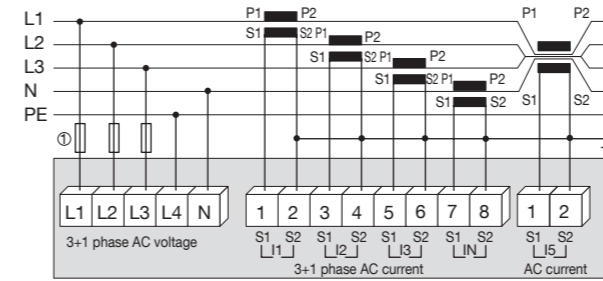 L1 P1 P2 P1 P2
L2 S1 S2 P1 P2
L3 S1 S2 P1 P2
N S1 S2 P1 P2 S1 S2
PE S1 S2
①
L1 L2 L3 L4 N 1 2 3 4 5 6 7 8 1 2
3+1 phase AC voltage S1 S2 S1 S2 S1 S2 S1 S2 S1 S2
I1 I2 I3 IN I5
3+1 phase AC current AC current